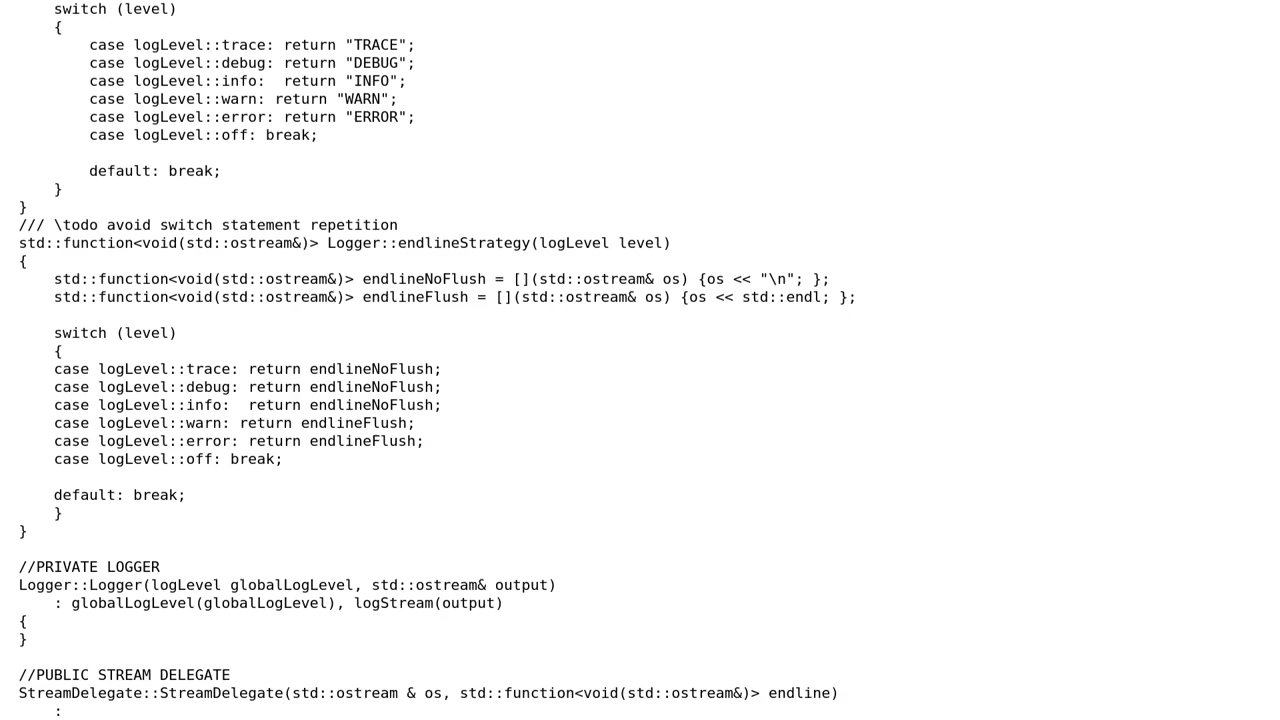 switch (level)
    {
        case logLevel::trace: return "TRACE";
        case logLevel::debug: return "DEBUG";
        case logLevel::info:  return "INFO";
        case logLevel::warn: return "WARN";
        case logLevel::error: return "ERROR";
        case logLevel::off: break;

        default: break;
    }
}
/// \todo avoid switch statement repetition
std::function<void(std::ostream&)> Logger::endlineStrategy(logLevel level)
{
    std::function<void(std::ostream&)> endlineNoFlush = [](std::ostream& os) {os << "\n"; };
    std::function<void(std::ostream&)> endlineFlush = [](std::ostream& os) {os << std::endl; };

    switch (level)
    {
    case logLevel::trace: return endlineNoFlush;
    case logLevel::debug: return endlineNoFlush;
    case logLevel::info:  return endlineNoFlush;
    case logLevel::warn: return endlineFlush;
    case logLevel::error: return endlineFlush;
    case logLevel::off: break;

    default: break;
    }
}

//PRIVATE LOGGER
Logger::Logger(logLevel globalLogLevel, std::ostream& output)
    : globalLogLevel(globalLogLevel), logStream(output)
{
}

//PUBLIC STREAM DELEGATE
StreamDelegate::StreamDelegate(std::ostream & os, std::function<void(std::ostream&)> endline)
    :